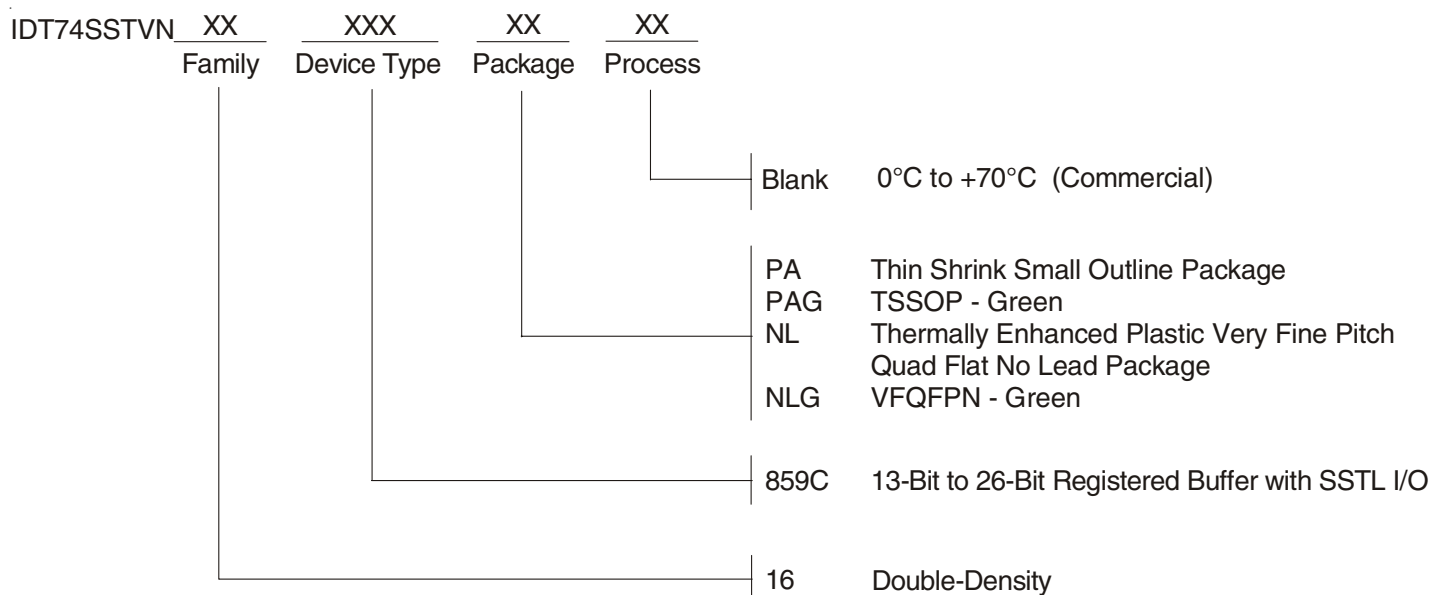 IDT74SSTVN XX XXX XX XX
Family Device Type Package Process
Blank 0°C to +70°C (Commercial)
PA Thin Shrink Small Outline Package
PAG TSSOP - Green
NL Thermally Enhanced Plastic Very Fine Pitch
Quad Flat No Lead Package
NLG VFQFPN - Green
859C 13-Bit to 26-Bit Registered Buffer with SSTL I/O
16 Double-Density